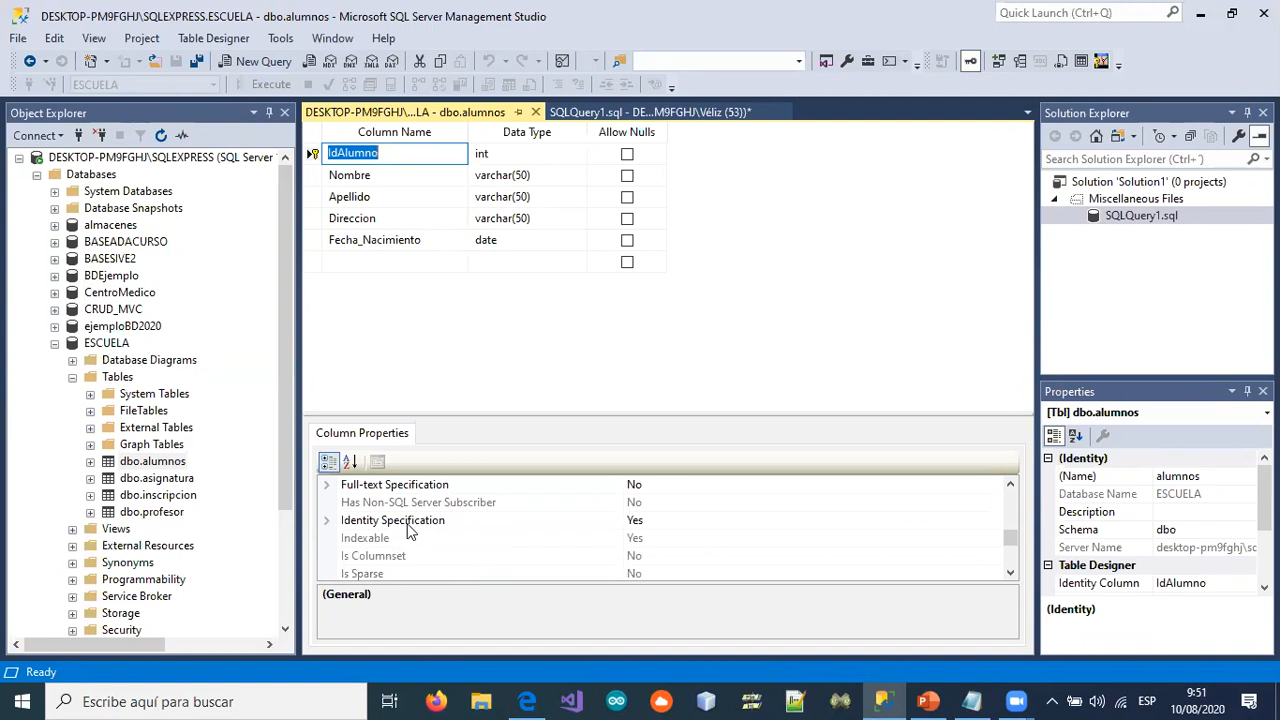 DESKTOP-PM9FGHJ\SQLEXPRESS.ESCUELA - dbo.alumnos - Microsoft SQL Server Management Studio
Quick Launch (Ctrl+Q)
File Edit View Project Table Designer Tools Window Help
New Query
ESCUELA
Execute
Object Explorer
Connect
DESKTOP-PM9FGHJ\SQLEXPRESS (SQL Server
Databases
System Databases
Database Snapshots
almacenes
BASEADACURSO
BASESIVE2
BDEjemplo
CentroMedico
CRUD_MVC
ejemploBD2020
ESCUELA
Database Diagrams
Tables
System Tables
FileTables
External Tables
Graph Tables
dbo.alumnos
dbo.asignatura
dbo.inscripcion
dbo.profesor
Views
External Resources
Synonyms
Programmability
Service Broker
Storage
Security
DESKTOP-PM9FGHJ\...LA - dbo.alumnos
SQLQuery1.sql - DE...M9FGHJ\Véliz (53))*
Column Name Data Type Allow Nulls
IdAlumno int
Nombre varchar(50)
Apellido varchar(50)
Direccion varchar(50)
Fecha_Nacimiento date
Column Properties
Full-text Specification No
Has Non-SQL Server Subscriber No
Identity Specification Yes
Indexable Yes
Is Columnset No
Is Sparse No
(General)
Solution Explorer
Search Solution Explorer (Ctrl+;)
Solution 'Solution1' (0 projects)
Miscellaneous Files
SQLQuery1.sql
Properties
[Tbl] dbo.alumnos
(Identity)
(Name) alumnos
Database Name ESCUELA
Description
Schema dbo
Server Name desktop-pm9fghj\sc
Table Designer
Identity Column IdAlumno
(Identity)
Ready
Escribe aquí para buscar
ESP
9:51
10/08/2020